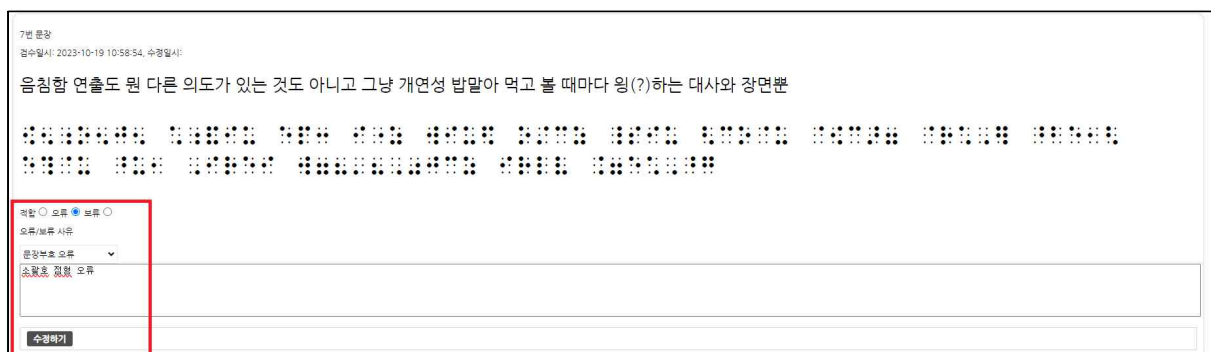 7번 문장
검수일시: 2023-10-19 10:58:54, 수정일시:
음침함 연출도 뭔 다른 의도가 있는 것도 아니고 그냥 개연성 밥말아 먹고 볼 때마다 읭(?)하는 대사와 장면뿐
적합 오류 보류
오류/보류 사유
문장부호 오류
소괄호 점형 오류
수정하기